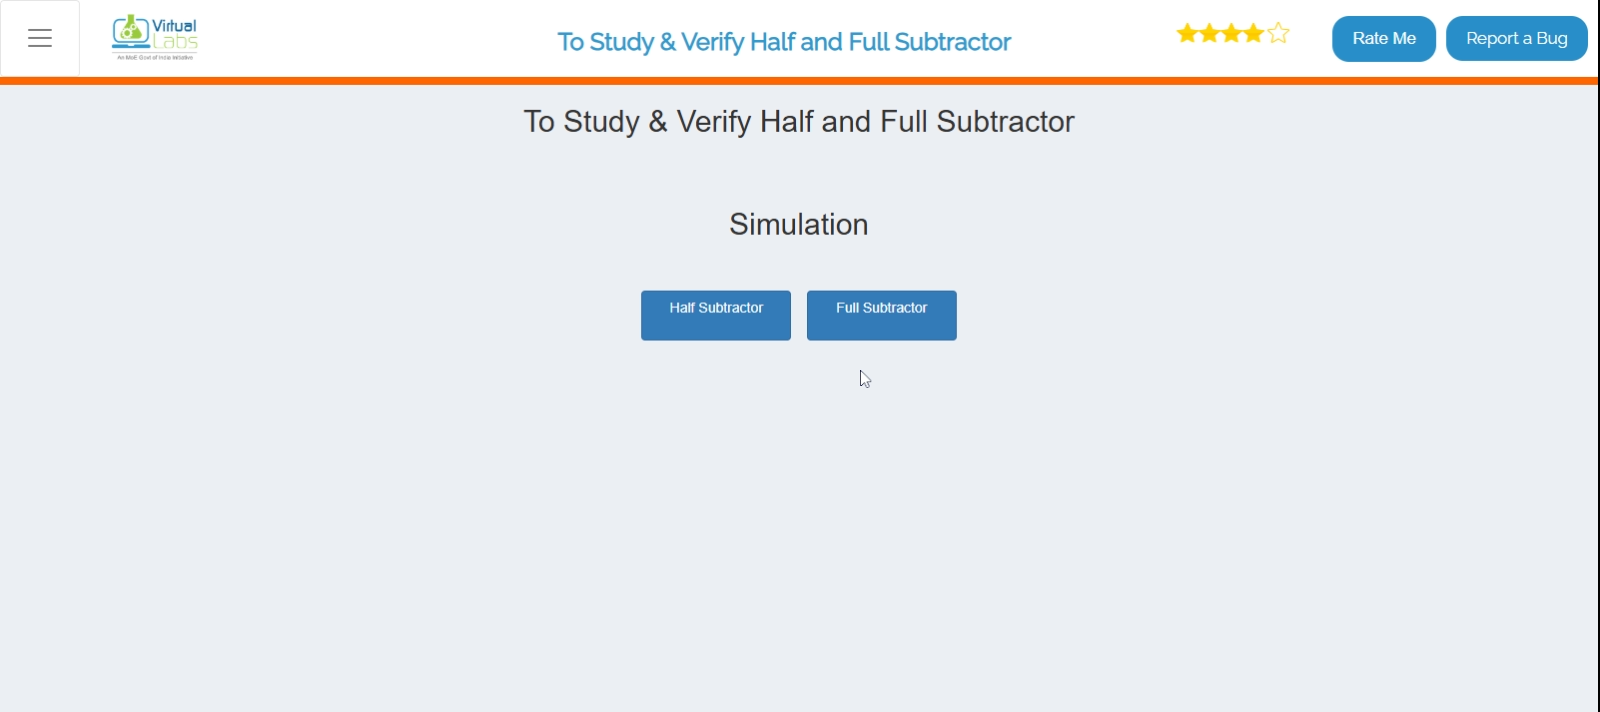 Virtual
Labs
An MoE Govt of India Initiative
To Study & Verify Half and Full Subtractor
Rate Me
Report a Bug
To Study & Verify Half and Full Subtractor
Simulation
Half Subtractor
Full Subtractor